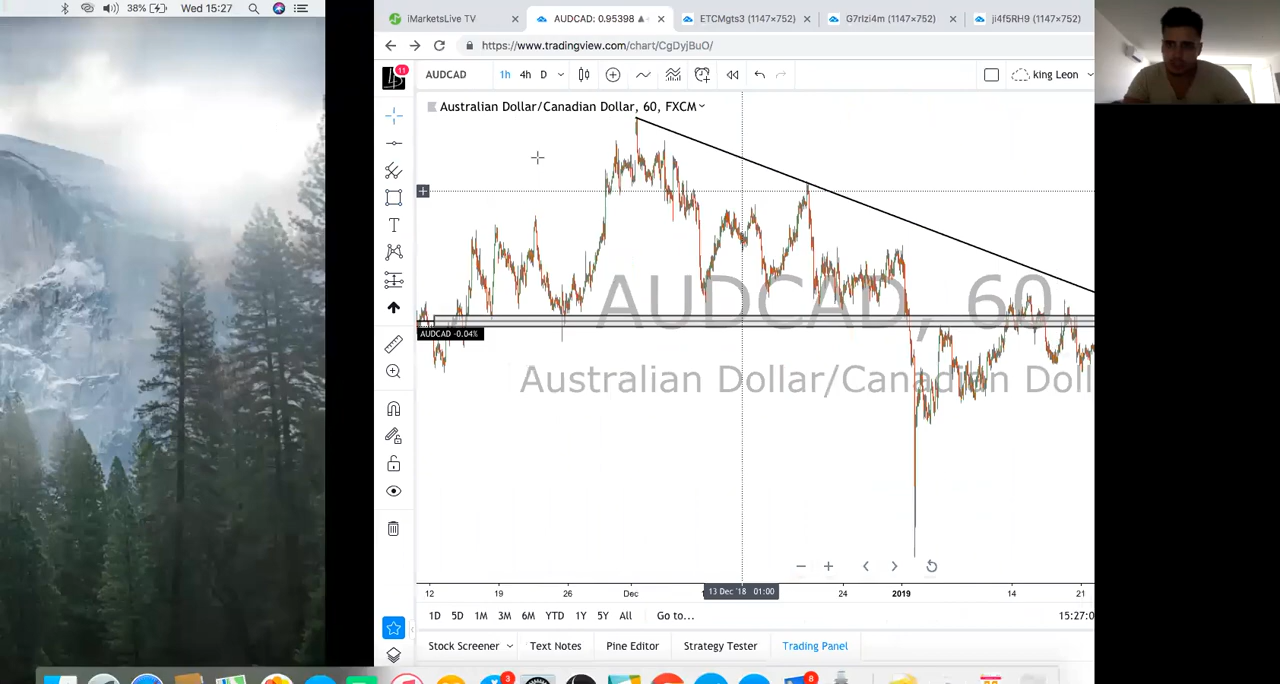 38% Wed 15:27
iMarketsLive TV AUDCAD: 0.95398 ETCMgts3 (1147×752) G7rIzi4m (1147×752) ji4f5RH9 (1147×752)
https://www.tradingview.com/chart/CgDyjBuO/
11 AUDCAD 1h 4h D king Leon
Australian Dollar/Canadian Dollar, 60, FXCM
AUDCAD, 60,
AUDCAD -0.04%
Australian Dollar/Canadian Doll
12 19 26 Dec 13 Dec '18 01:00 24 2019 14 21
1D 5D 1M 3M 6M YTD 1Y 5Y All Go to... 15:27:0
Stock Screener Text Notes Pine Editor Strategy Tester Trading Panel
3 8